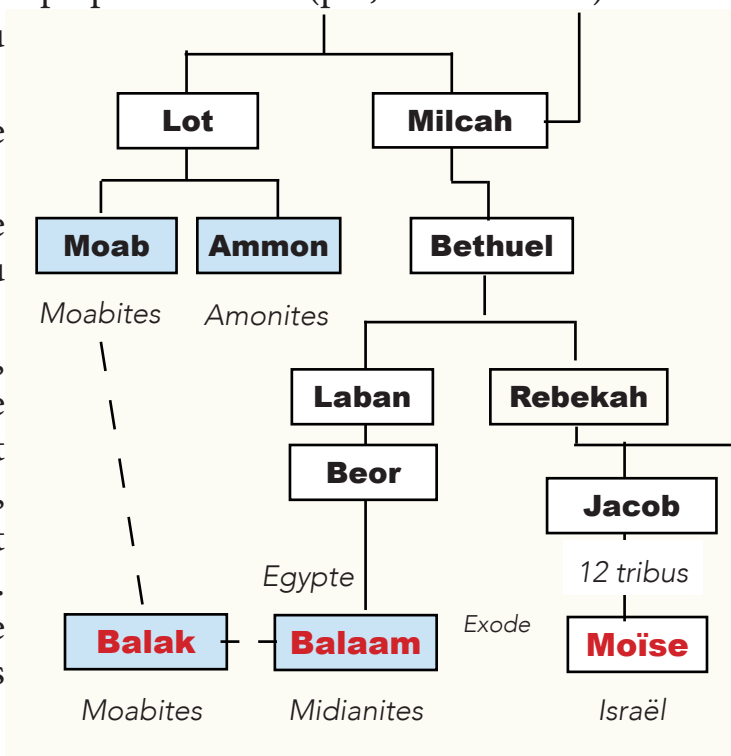 Lot Milcah
Moab Ammon Bethuel
Moabites Amonites
Laban Rebekah
Beor
Jacob
Egypte 12 tribus
Exode
Balak Balaam Moïse
Moabites Midianites Israël